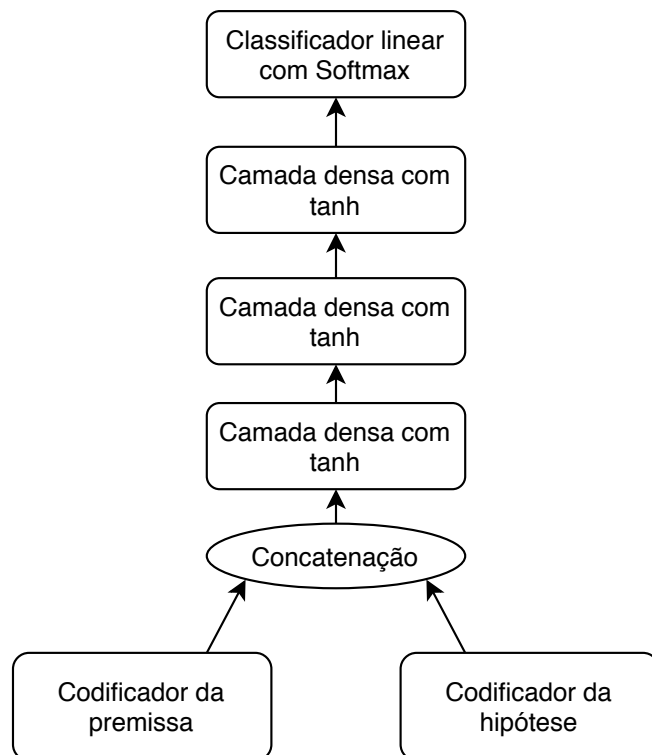 Classificador linear
com Softmax
Camada densa com
tanh
Camada densa com
tanh
Camada densa com
tanh
Concatenação
Codificador da
premissa
Codificador da
hipótese